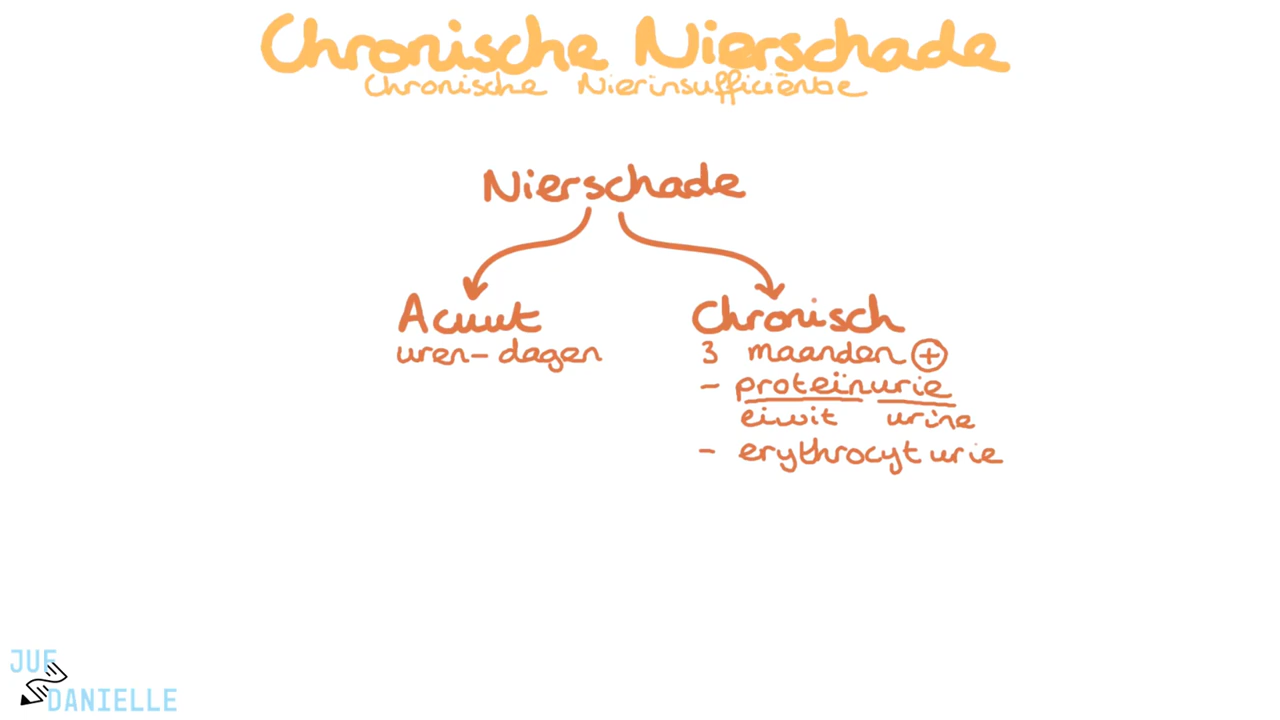 Chronische Nierschade
Chronische Nierinsufficiëntie
Nierschade
Acuut
uren - dagen
Chronisch
3 maanden +
- proteïnurie
eiwit urine
- erythrocyturie
JUF
DANIELLE